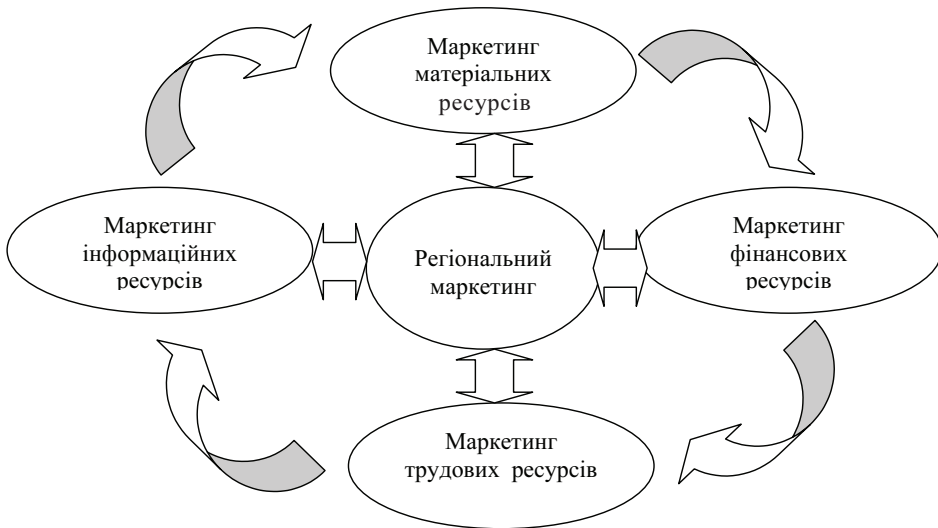 Маркетинг
матеріальних
ресурсів
Маркетинг
інформаційних
ресурсів
Регіональний
маркетинг
Маркетинг
фінансових
ресурсів
Маркетинг
трудових ресурсів